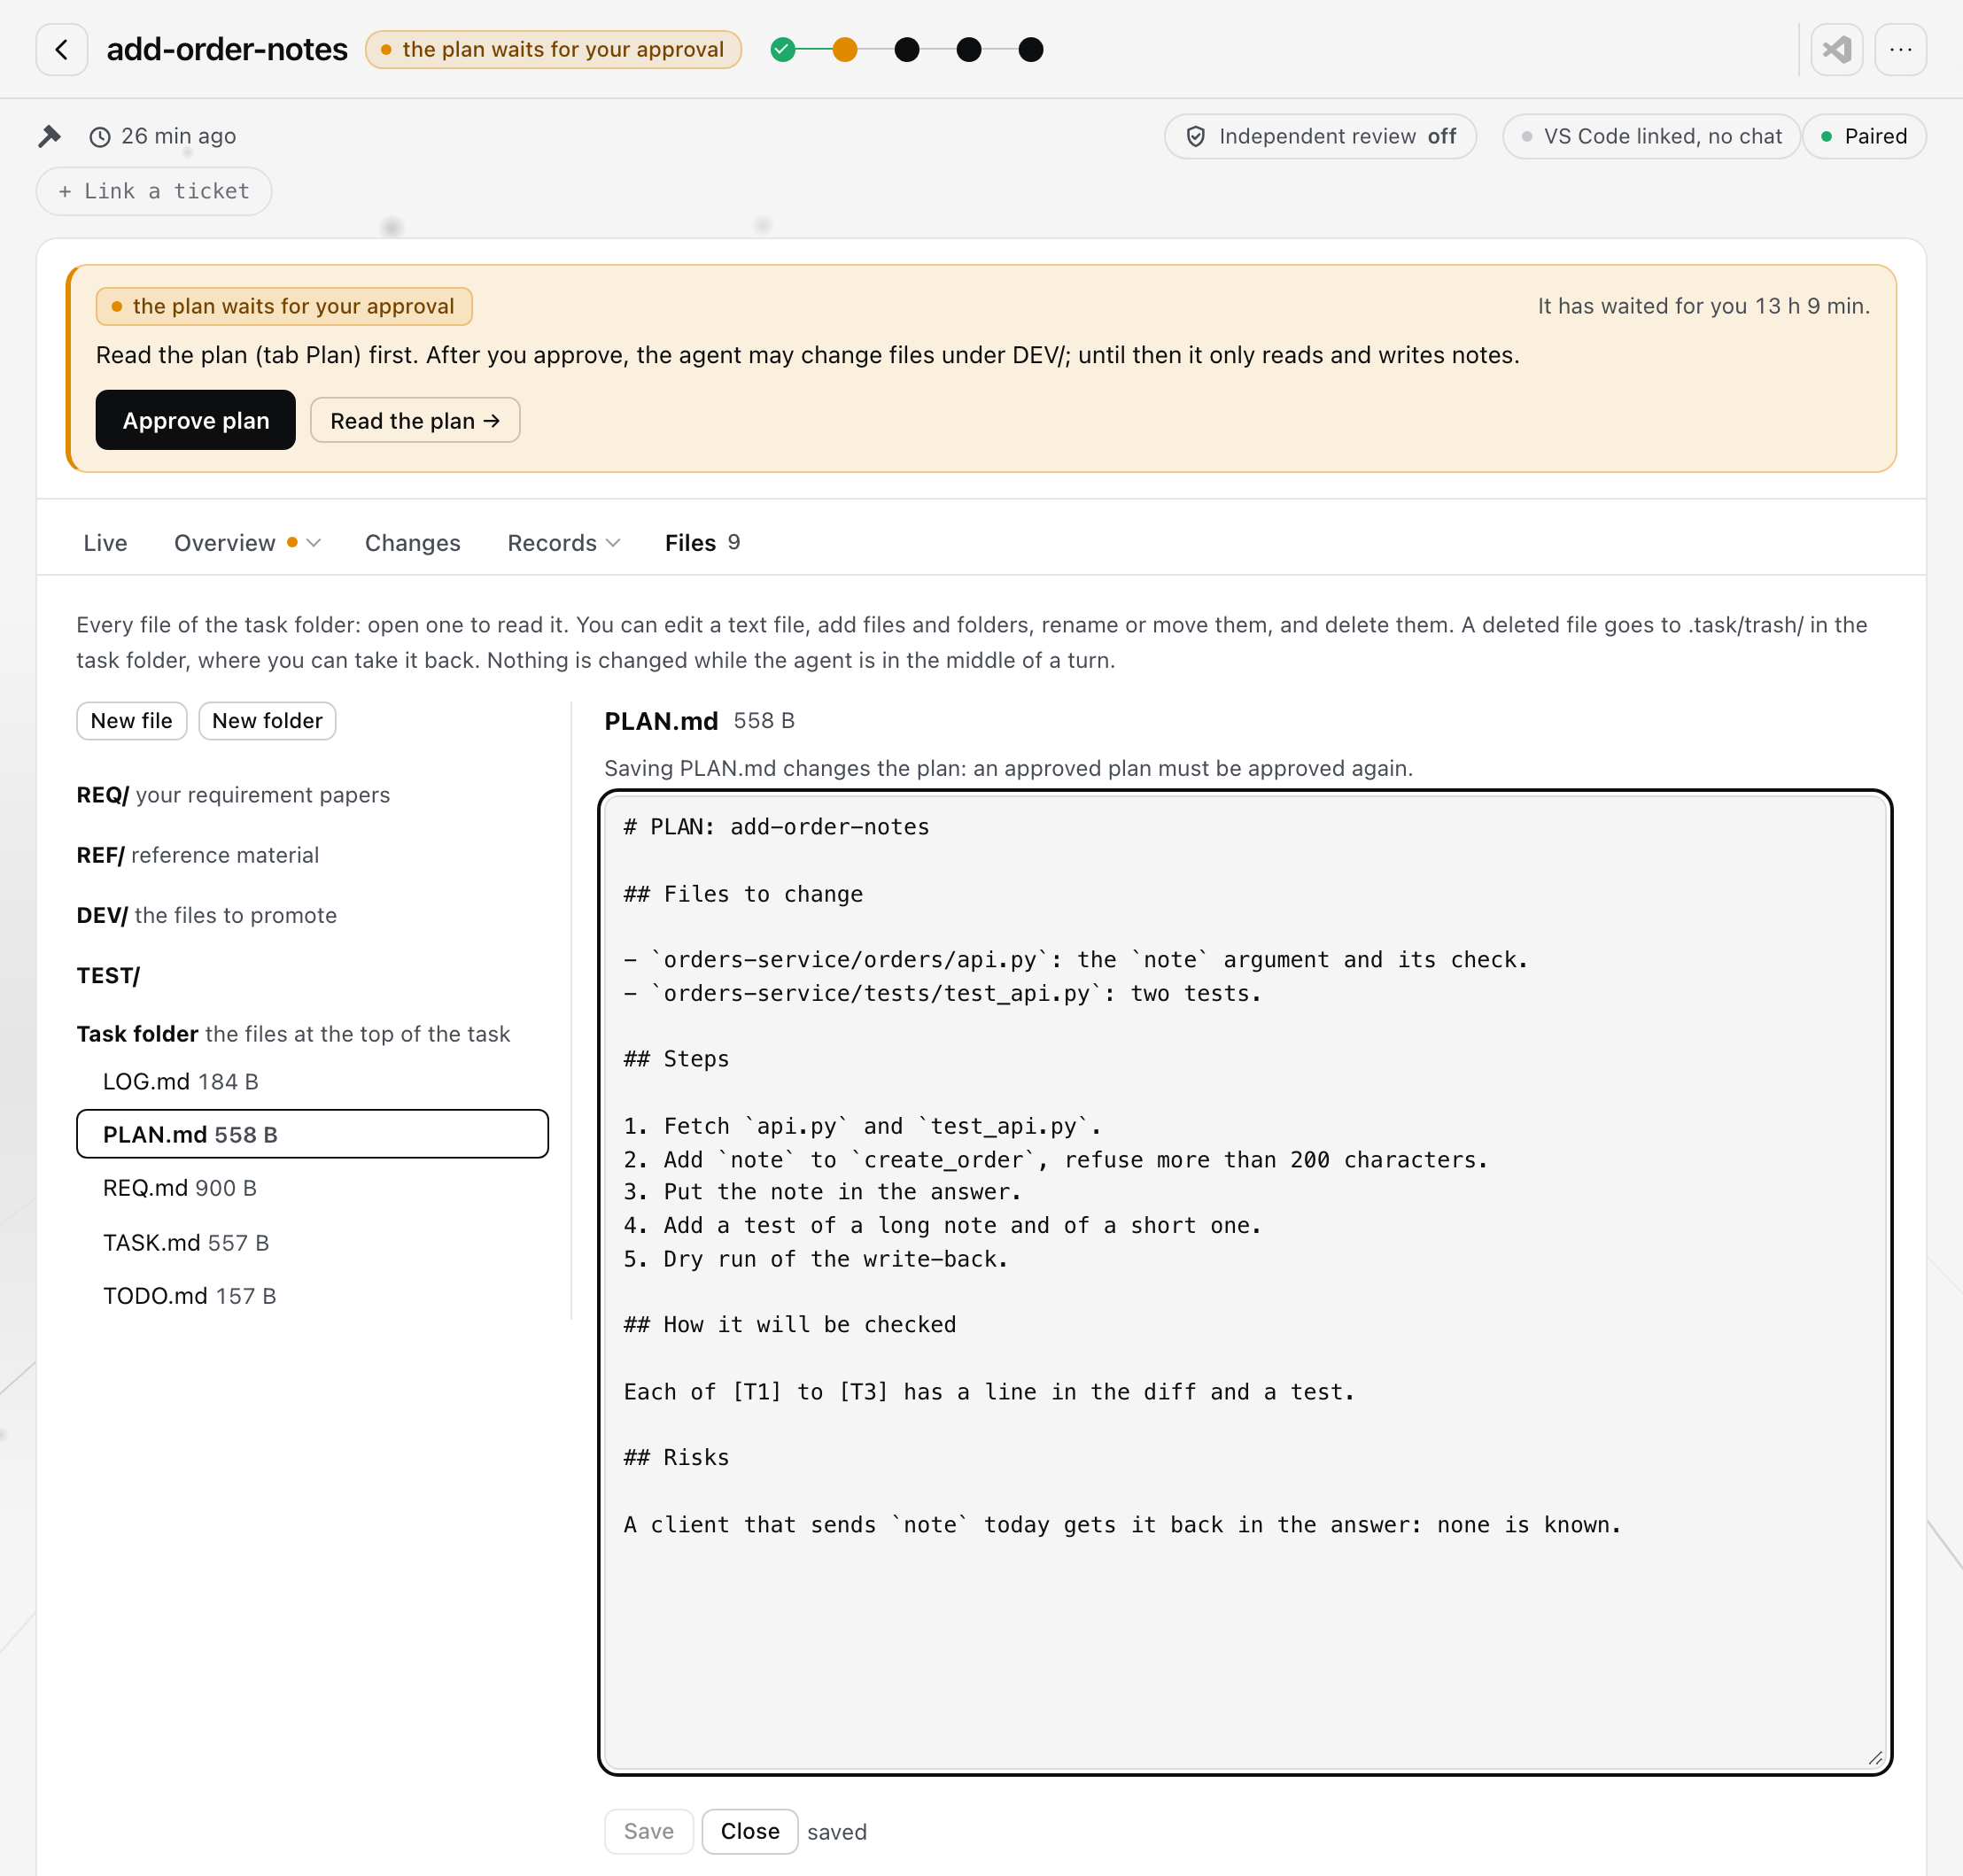 add-order-notes
the plan waits for your approval
26 min ago
Independent review off
VS Code linked, no chat
Paired
+ Link a ticket
the plan waits for your approval
It has waited for you 13 h 9 min.
Read the plan (tab Plan) first. After you approve, the agent may change files under DEV/; until then it only reads and writes notes.
Approve plan
Read the plan →
Live
Overview
Changes
Records
Files 9
Every file of the task folder: open one to read it. You can edit a text file, add files and folders, rename or move them, and delete them. A deleted file goes to .task/trash/ in the
task folder, where you can take it back. Nothing is changed while the agent is in the middle of a turn.
New file
New folder
REQ/ your requirement papers
REF/ reference material
DEV/ the files to promote
TEST/
Task folder the files at the top of the task
LOG.md 184 B
PLAN.md 558 B
REQ.md 900 B
TASK.md 557 B
TODO.md 157 B
PLAN.md 558 B
Saving PLAN.md changes the plan: an approved plan must be approved again.
# PLAN: add-order-notes
## Files to change
- `orders-service/orders/api.py`: the `note` argument and its check.
- `orders-service/tests/test_api.py`: two tests.
## Steps
1. Fetch `api.py` and `test_api.py`.
2. Add `note` to `create_order`, refuse more than 200 characters.
3. Put the note in the answer.
4. Add a test of a long note and of a short one.
5. Dry run of the write-back.
## How it will be checked
Each of [T1] to [T3] has a line in the diff and a test.
## Risks
A client that sends `note` today gets it back in the answer: none is known.
Save
Close
saved